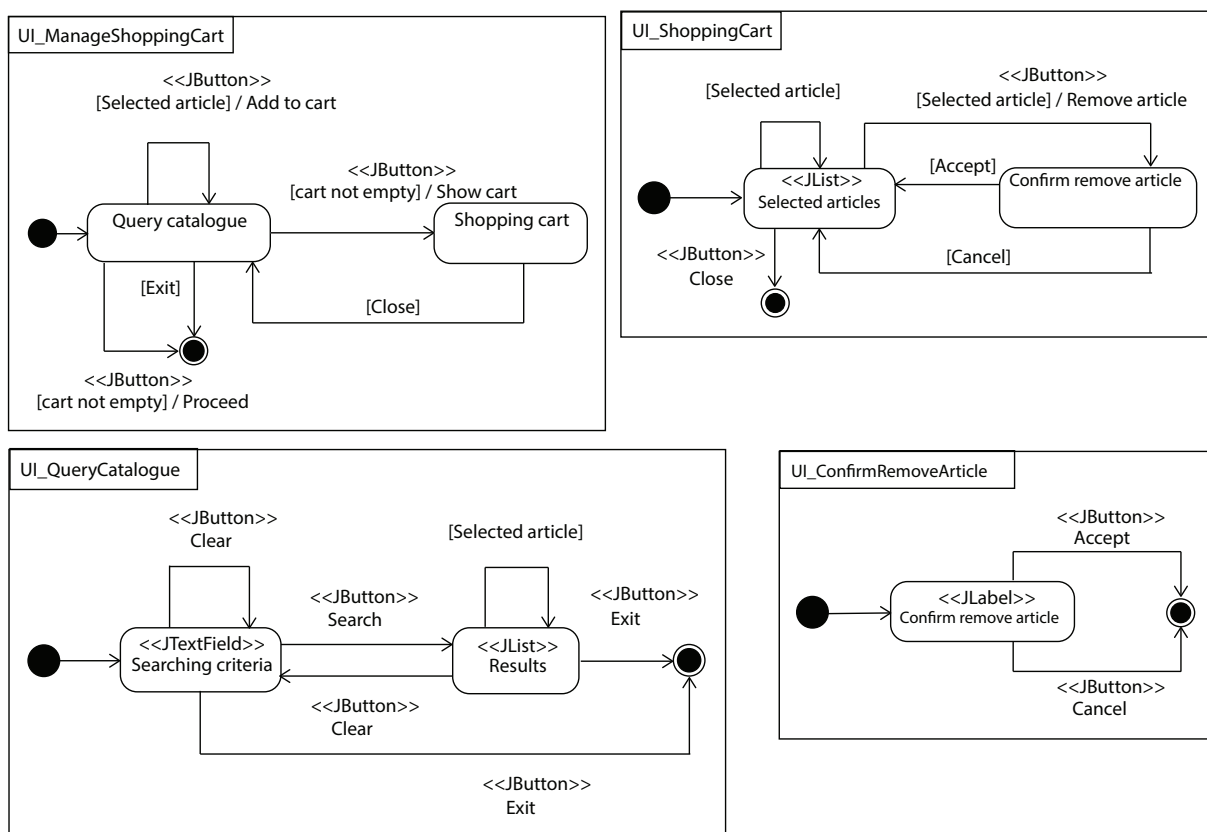 UI_ManageShoppingCart
<<JButton>>
[Selected article] / Add to cart
<<JButton>>
[cart not empty] / Show cart
Query catalogue
Shopping cart
[Exit]
[Close]
<<JButton>>
[cart not empty] / Proceed
UI_ShoppingCart
[Selected article]
<<JButton>>
[Selected article] / Remove article
[Accept]
<<JList>>
Selected articles
Confirm remove article
<<JButton>>
Close
[Cancel]
UI_QueryCatalogue
<<JButton>>
Clear
[Selected article]
<<JButton>>
Search
<<JButton>>
Exit
<<JTextField>>
Searching criteria
<<JList>>
Results
<<JButton>>
Clear
<<JButton>>
Exit
UI_ConfirmRemoveArticle
<<JButton>>
Accept
<<JLabel>>
Confirm remove article
<<JButton>>
Cancel